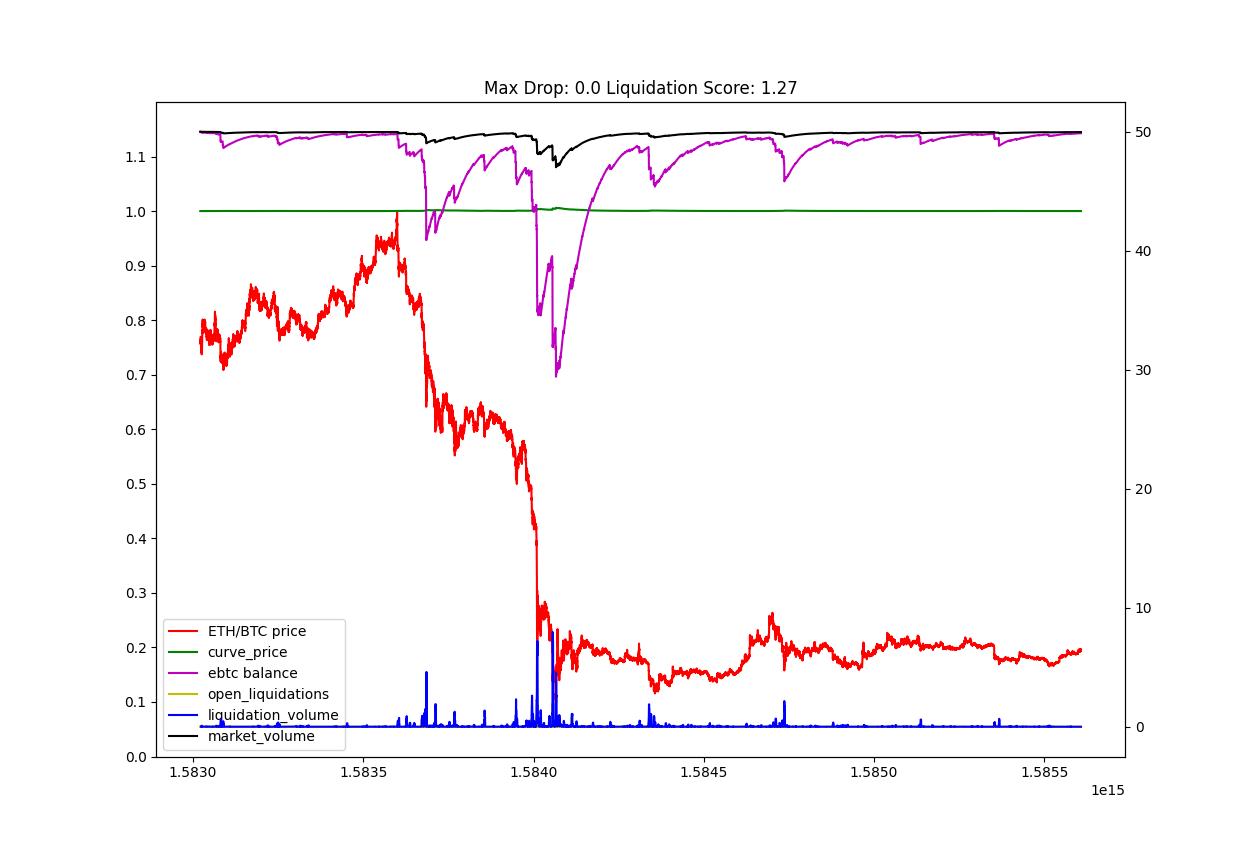 Max Drop: 0.0 Liquidation Score: 1.27
1.1
1.0
0.9
0.8
0.7
0.6
0.5
0.4
0.3
0.2
0.1
0.0
50
40
30
20
10
0
ETH/BTC price
curve_price
ebtc balance
open_liquidations
liquidation_volume
market_volume
1.5830 1.5835 1.5840 1.5845 1.5850 1.5855
1e15